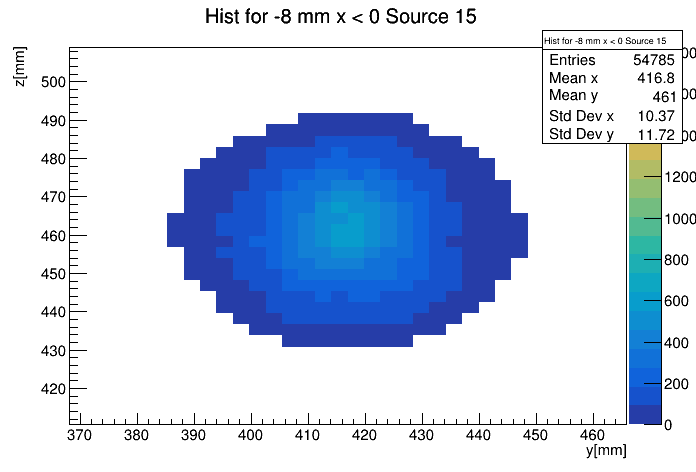 Hist for -8 mm x < 0 Source 15
z[mm]
Hist for -8 mm x < 0 Source 15
Entries 54785
Mean x 416.8
Mean y 461
Std Dev x 10.37
Std Dev y 11.72
500
490
480
470
460
450
440
430
420
370 380 390 400 410 420 430 440 450 460
y[mm]
1200
1000
800
600
400
200
0